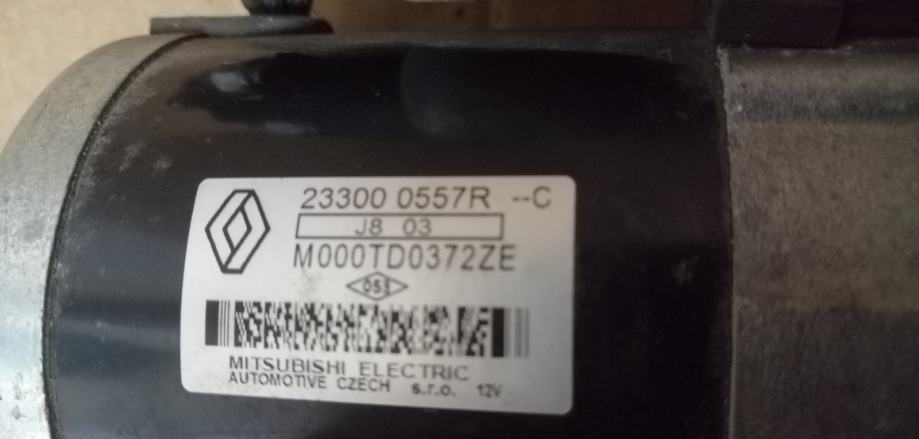 23300 0557R --C
J8 03
M000TD0372ZE
053
MITSUBISHI ELECTRIC
AUTOMOTIVE CZECH s.r.o. 12V